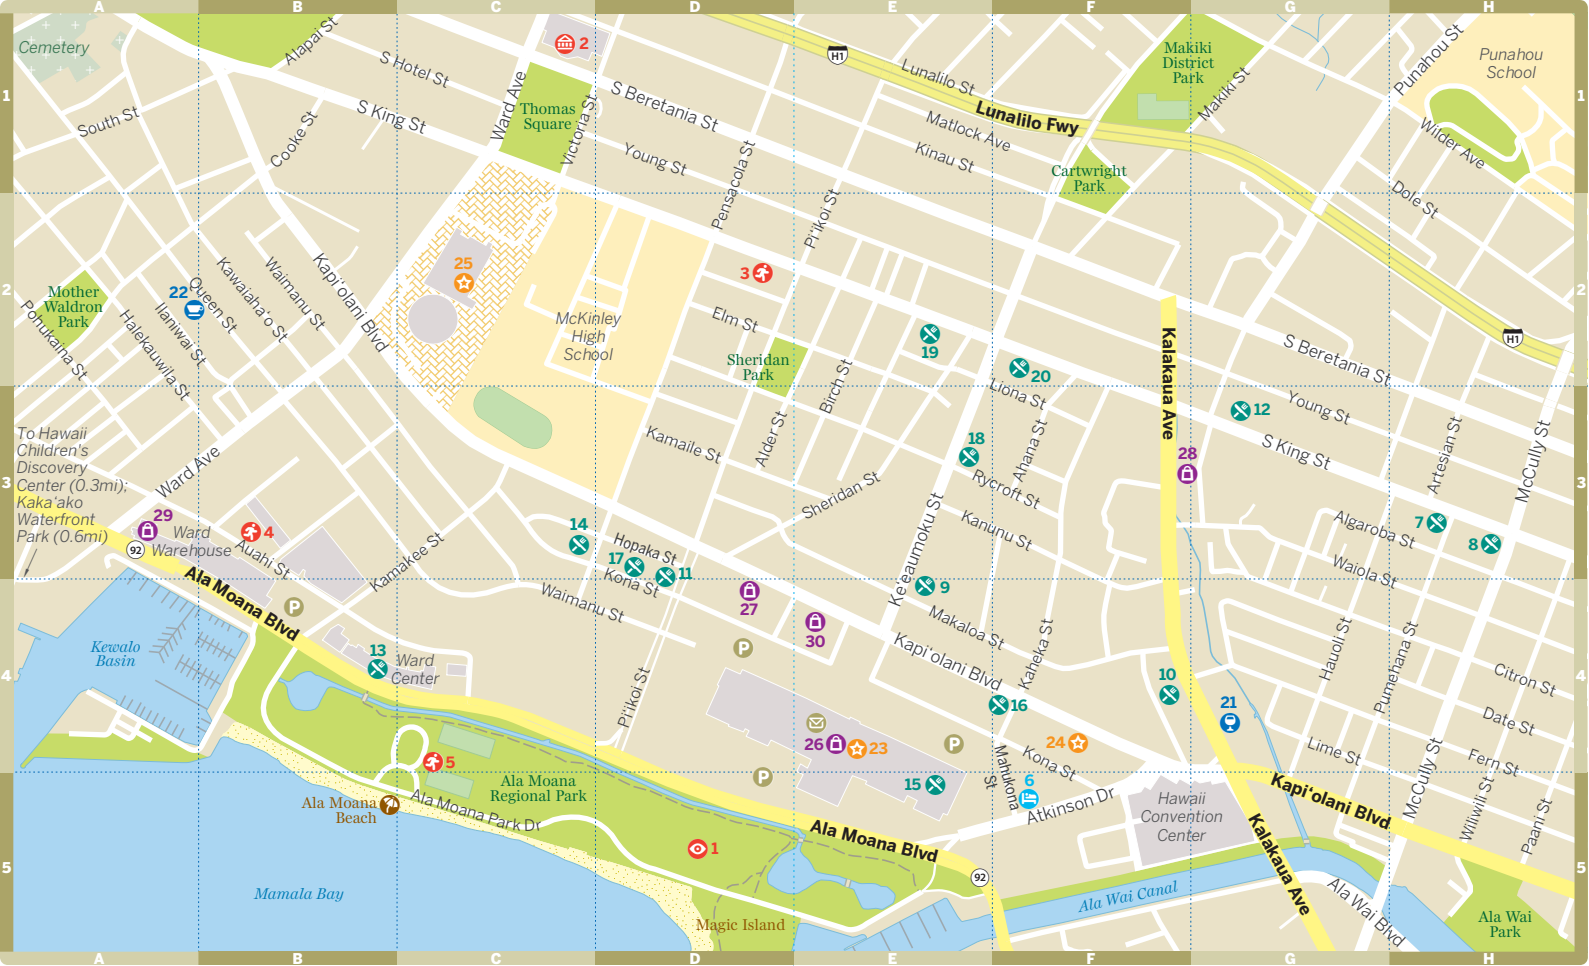 A
B
C
D
E
F
G
H
Cemetery
Alapai St
S Hotel St
2
H1
Lunalilo St
Makiki
District
Park
Punahou St
Punahou
School
1
South St
Cooke St
S King St
Ward Ave
Thomas
Square
Victoria St
S Beretania St
Young St
Pensacola St
Lunalilo Fwy
Matlock Ave
Kinau St
Cartwright
Park
Makiki St
Wilder Ave
Dole St
1
2
Mother
Waldron
Park
Pohukaina St
Halekauwila St
Ilaniwai St
22
Queen St
Kawaiaha'o St
Waimanu St
Kapi'olani Blvd
25
McKinley
High
School
3
Pi'ikoi St
Elm St
Sheridan
Park
Birch St
19
20
Liona St
Kalakaua Ave
S Beretania St
H1
2
3
To Hawaii
Children's
Discovery
Center (0.3mi);
Kaka'ako
Waterfront
Park (0.6mi)
Ward Ave
29
92
Ward
Warehouse
4
Auahi St
Kamakee St
14
Hopaka St
17
Kona St
11
Kamaile St
Alder St
Sheridan St
18
Rycroft St
Ahana St
Kanunu St
Ke'eaumoku St
28
12
Young St
S King St
Artesian St
McCully St
7
8
Algaroba St
Waiola St
3
4
Kewalo
Basin
Ala Moana Blvd
P
13
Ward
Center
Waimanu St
Pi'ikoi St
27
30
P
9
Makaloa St
Kapi'olani Blvd
Kaheka St
16
10
21
Hauoli St
Pumehana St
Citron St
Date St
Lime St
Fern St
4
26
23
P
24
Kona St
Mahukona
St
5
Ala Moana
Regional Park
Ala Moana
Beach
Ala Moana Park Dr
P
15
6
Atkinson Dr
Hawaii
Convention
Center
Kapi'olani Blvd
McCully St
Wiliwili St
Paani St
5
Mamala Bay
1
Ala Moana Blvd
92
Magic Island
Ala Wai Canal
Kalakaua Ave
Ala Wai Blvd
Ala Wai
Park
5
A
B
C
D
E
F
G
H